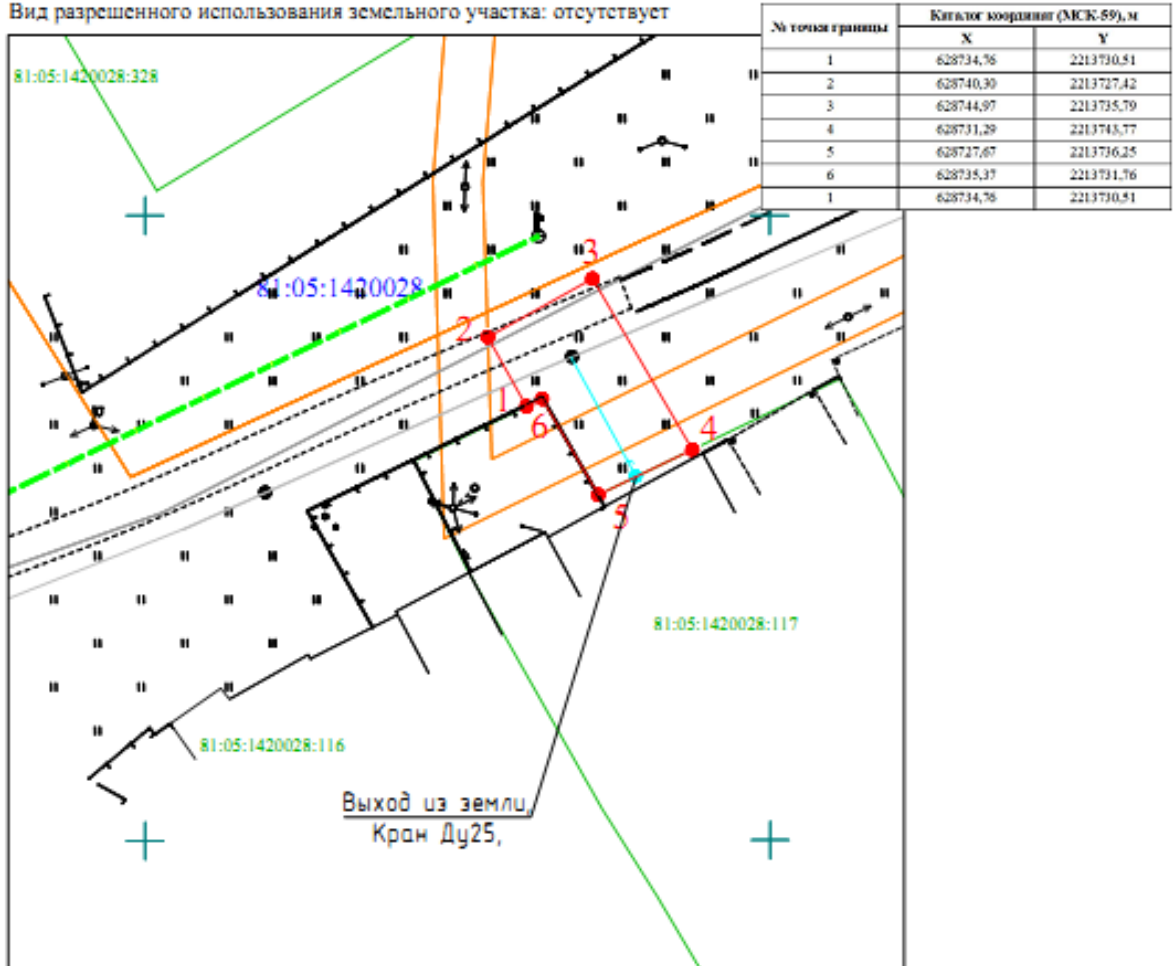 Вид разрешенного использования земельного участка: отсутствует
№ точки границы Каталог координат (МСК-59), м
X Y
1 628734,76 2213730,51
2 628740,30 2213727,42
3 628744,97 2213735,79
4 628731,29 2213743,77
5 628727,67 2213736,25
6 628735,37 2213731,76
1 628734,76 2213730,51
81:05:1420028:328
81:05:1420028
3
2
1
6
4
5
81:05:1420028:117
81:05:1420028:116
Выход из земли,
Кран Ду25,